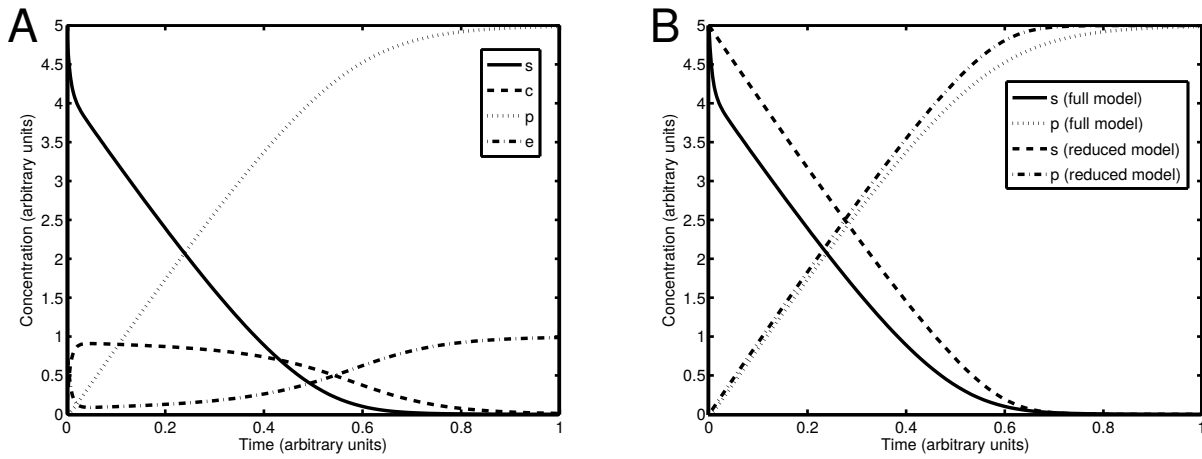 A
Concentration (arbitrary units)
5
4.5
4
3.5
3
2.5
2
1.5
1
0.5
0
s
c
p
e
0 0.2 0.4 0.6 0.8 1
Time (arbitrary units)
B
Concentration (arbitrary units)
5
4.5
4
3.5
3
2.5
2
1.5
1
0.5
0
s (full model)
p (full model)
s (reduced model)
p (reduced model)
0 0.2 0.4 0.6 0.8 1
Time (arbitrary units)